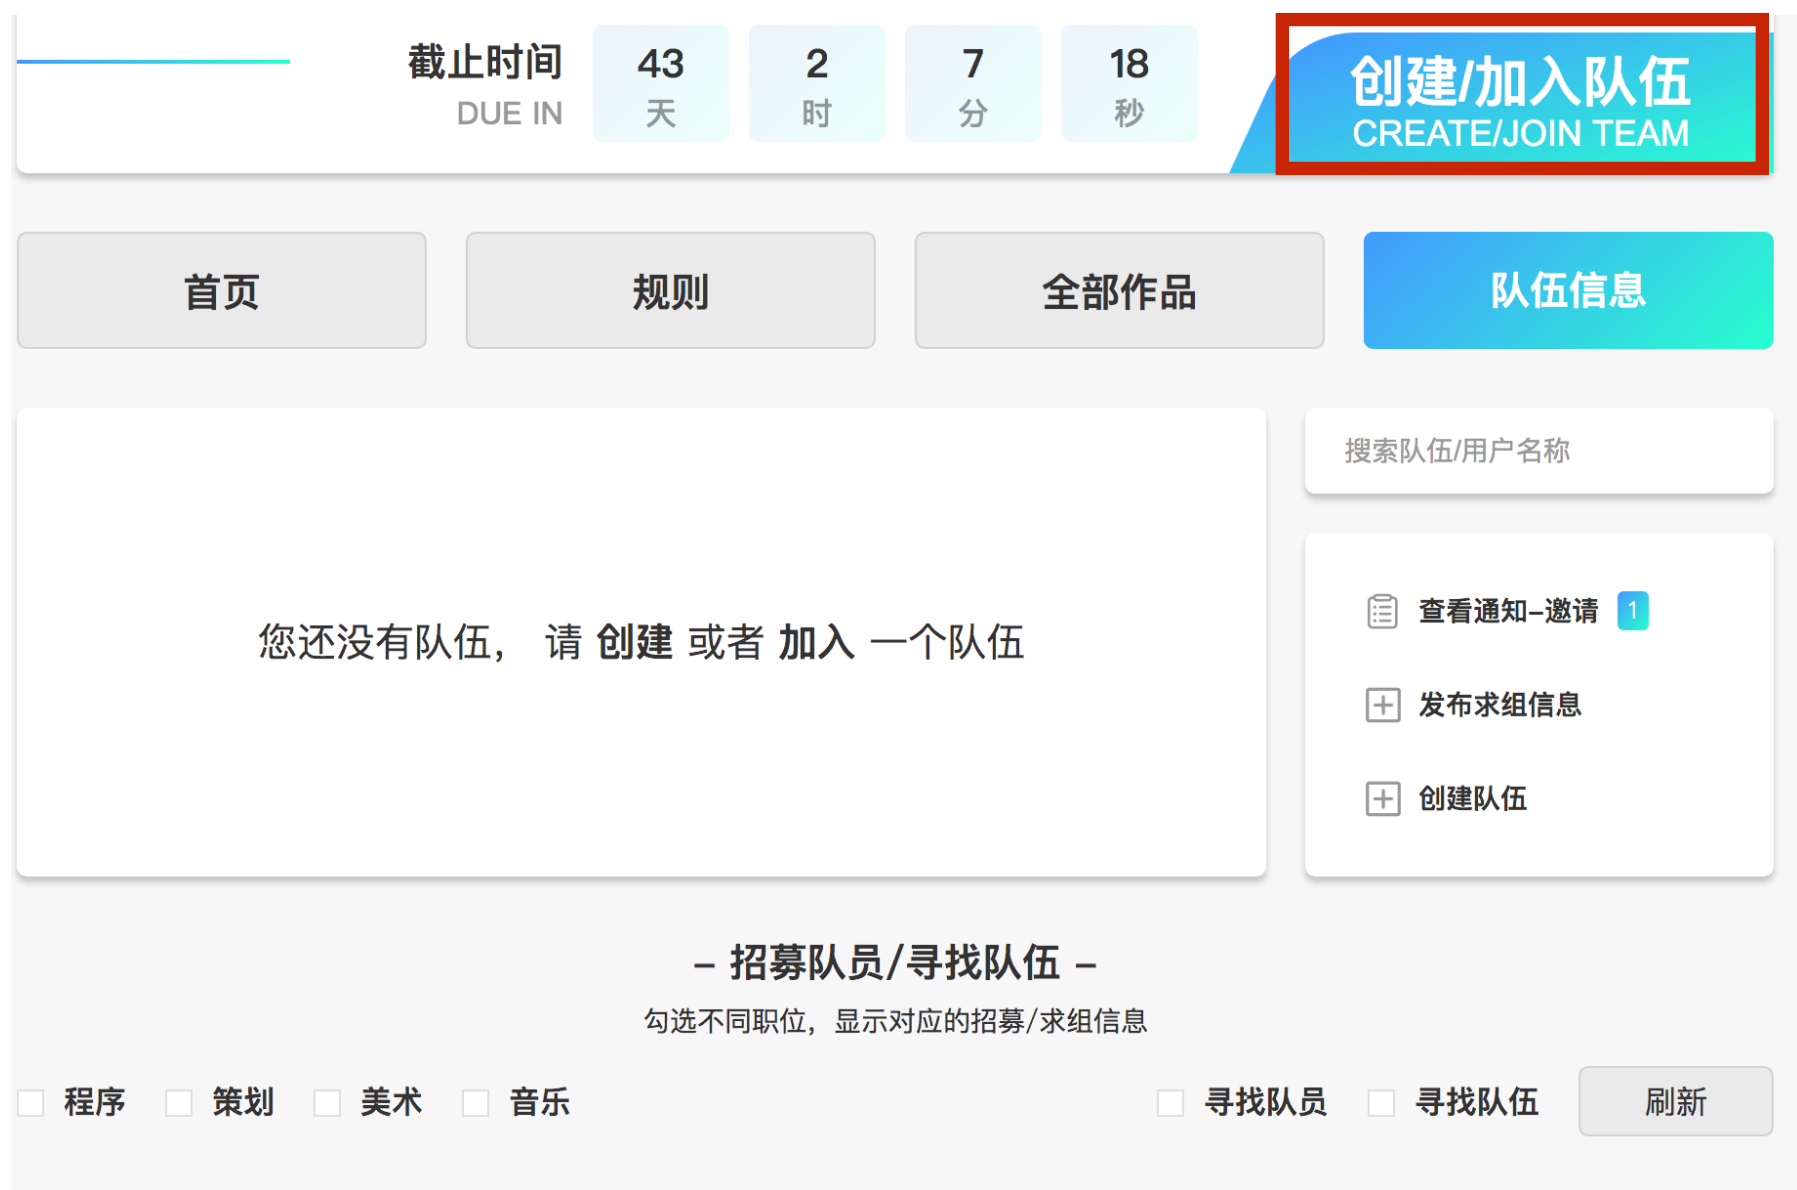 截止时间
DUE IN
43
天
2
时
7
分
18
秒
创建/加入队伍
CREATE/JOIN TEAM
首页
规则
全部作品
队伍信息
您还没有队伍， 请 创建 或者 加入 一个队伍
搜索队伍/用户名称
查看通知–邀请 1
发布求组信息
创建队伍
– 招募队员/寻找队伍 –
勾选不同职位，显示对应的招募/求组信息
程序
策划
美术
音乐
寻找队员
寻找队伍
刷新